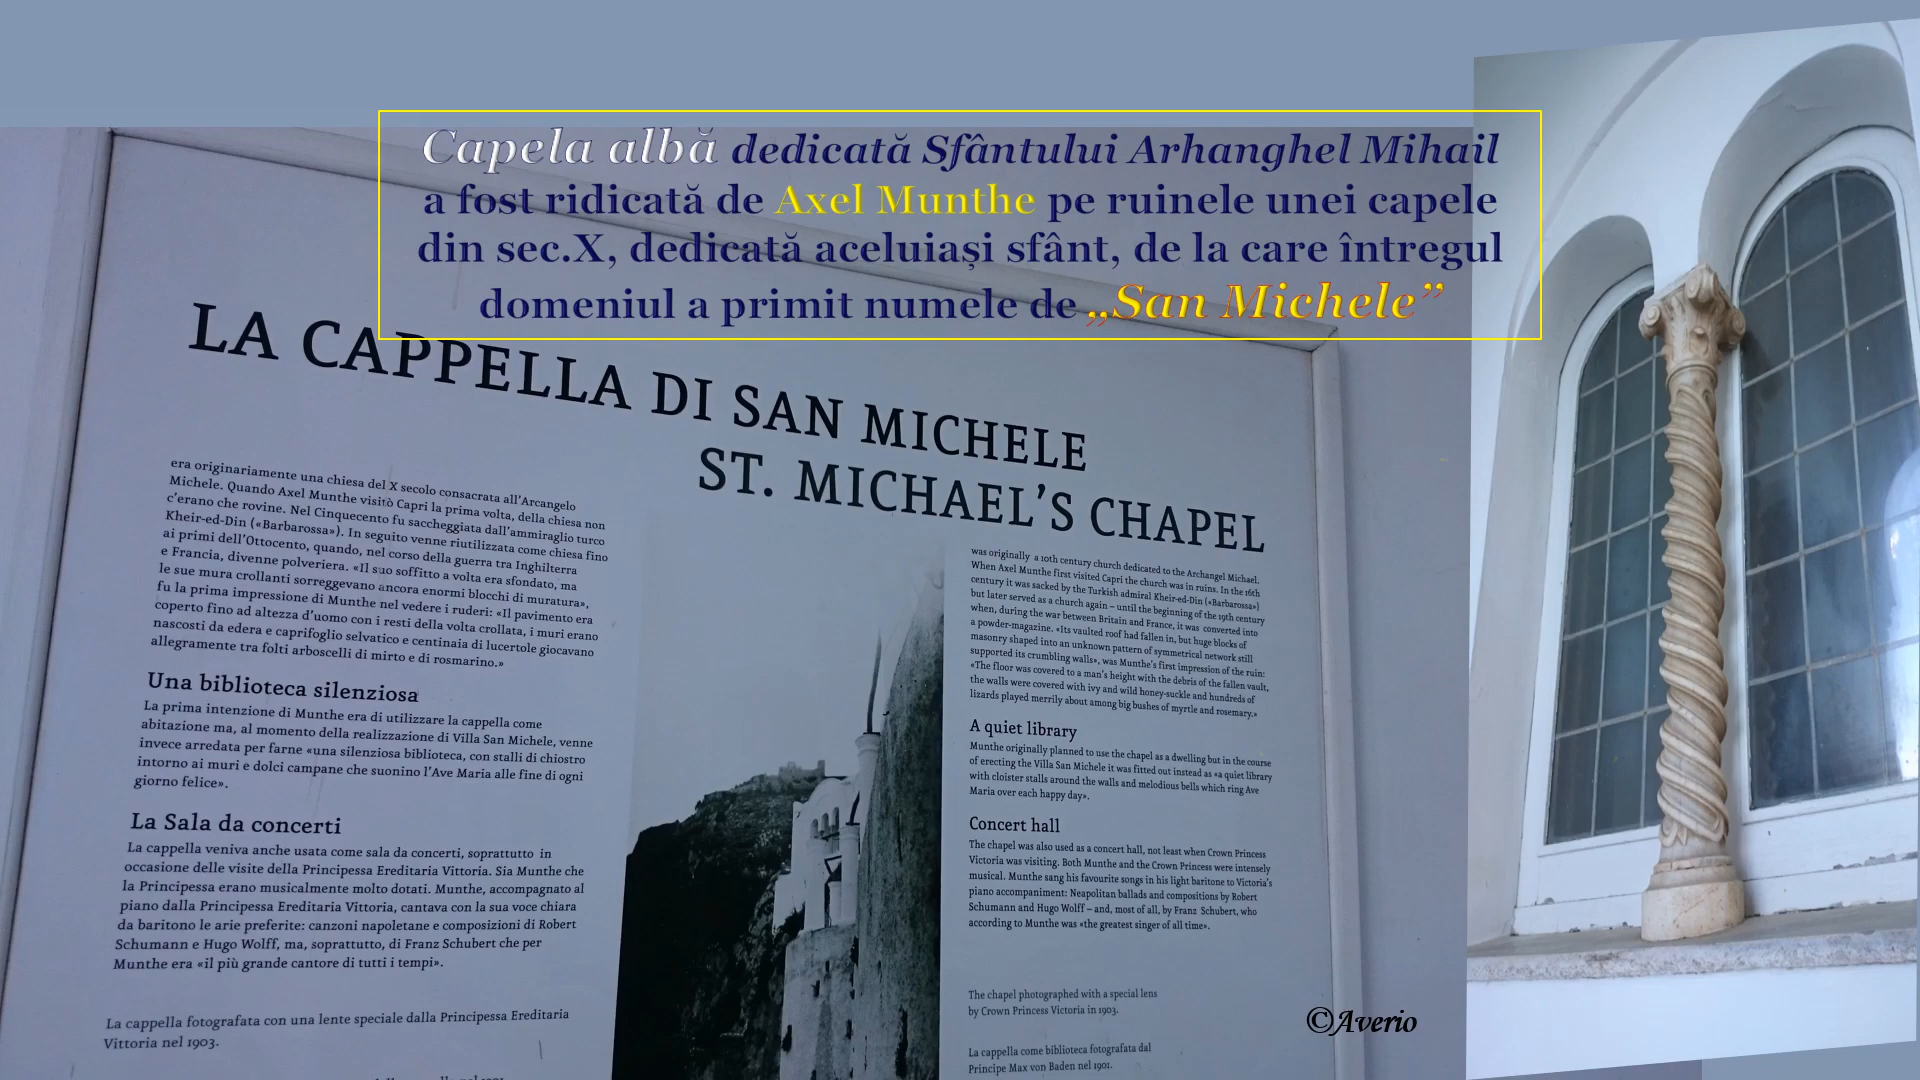 Capela albă dedicată Sfântului Arhanghel Mihail
a fost ridicată de Axel Munthe pe ruinele unei capele
din sec.X, dedicată aceluiași sfânt, de la care întregul
domeniul a primit numele de „San Michele”
LA CAPPELLA DI SAN MICHELE
ST. MICHAEL'S CHAPEL
era originariamente una chiesa del X secolo consacrata all'Arcangelo
Michele. Quando Axel Munthe visitò Capri la prima volta, della chiesa non
c'erano che rovine. Nel Cinquecento fu saccheggiata dall'ammiraglio turco
Kheir-ed-Din («Barbarossa»). In seguito venne riutilizzata come chiesa fino
ai primi dell'Ottocento, quando, nel corso della guerra tra Inghilterra
e Francia, divenne polveriera. «Il suo soffitto a volta era sfondato, ma
le sue mura crollanti sorreggevano ancora enormi blocchi di muratura»,
fu la prima impressione di Munthe nel vedere i ruderi: «Il pavimento era
coperto fino ad altezza d'uomo con i resti della volta crollata, i muri erano
nascosti da edera e caprifoglio selvatico e centinaia di lucertole giocavano
allegramente tra folti arboscelli di mirto e di rosmarino.»
Una biblioteca silenziosa
La prima intenzione di Munthe era di utilizzare la cappella come
abitazione ma, al momento della realizzazione di Villa San Michele, venne
invece arredata per farne «una silenziosa biblioteca, con stalli di chiostro
intorno ai muri e dolci campane che suonino l'Ave Maria alle fine di ogni
giorno felice».
La Sala da concerti
La cappella veniva anche usata come sala da concerti, soprattutto in
occasione delle visite della Principessa Ereditaria Vittoria. Sia Munthe che
la Principessa erano musicalmente molto dotati. Munthe, accompagnato al
piano dalla Principessa Ereditaria Vittoria, cantava con la sua voce chiara
da baritono le arie preferite: canzoni napoletane e composizioni di Robert
Schumann e Hugo Wolff, ma, soprattutto, di Franz Schubert che per
Munthe era «il più grande cantore di tutti i tempi».
La cappella fotografata con una lente speciale dalla Principessa Ereditaria
Vittoria nel 1903.
was originally a 10th century church dedicated to the Archangel Michael.
When Axel Munthe first visited Capri the church was in ruins. In the 16th
century it was sacked by the Turkish admiral Kheir-ed-Din («Barbarossa»)
but later served as a church again – until the beginning of the 19th century
when, during the war between Britain and France, it was converted into
a powder-magazine. «Its vaulted roof had fallen in, but huge blocks of
masonry shaped into an unknown pattern of symmetrical network still
supported its crumbling walls», was Munthe's first impression of the ruin:
«The floor was covered to a man's height with the debris of the fallen vault,
the walls were covered with ivy and wild honey-suckle and hundreds of
lizards played merrily about among big bushes of myrtle and rosemary.»
A quiet library
Munthe originally planned to use the chapel as a dwelling but in the course
of erecting the Villa San Michele it was fitted out instead as «a quiet library
with cloister stalls around the walls and melodious bells which ring Ave
Maria over each happy day».
Concert hall
The chapel was also used as a concert hall, not least when Crown Princess
Victoria was visiting. Both Munthe and the Crown Princess were intensely
musical. Munthe sang his favourite songs in his light baritone to Victoria's
piano accompaniment: Neapolitan ballads and compositions by Robert
Schumann and Hugo Wolff – and, most of all, by Franz Schubert, who
according to Munthe was «the greatest singer of all time».
The chapel photographed with a special lens
by Crown Princess Victoria in 1903.
La cappella come biblioteca fotografata dal
Principe Max von Baden nel 1901.
©Averio